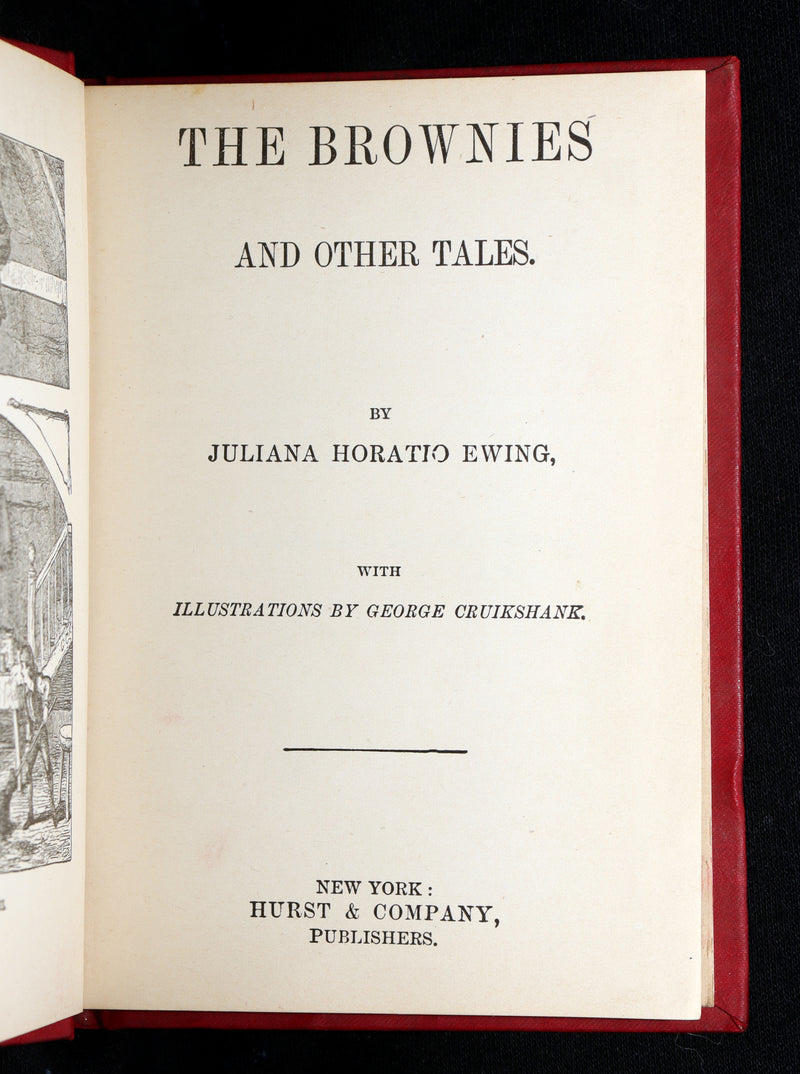 THE BROWNIES
AND OTHER TALES.
BY
JULIANA HORATIO EWING,
WITH
ILLUSTRATIONS BY GEORGE CRUIKSHANK.
NEW YORK:
HURST & COMPANY,
PUBLISHERS.